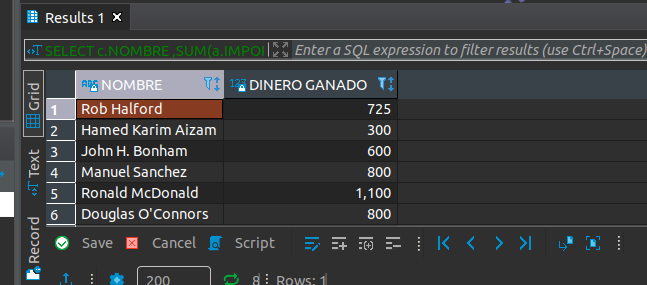 Results 1
SELECT c.NOMBRE ,SUM(a.IMPOI Enter a SQL expression to filter results (use Ctrl+Space)
Grid
Text
Record
ABC NOMBRE 123 DINERO GANADO
1 Rob Halford 725
2 Hamed Karim Aizam 300
3 John H. Bonham 600
4 Manuel Sanchez 800
5 Ronald McDonald 1,100
6 Douglas O'Connors 800
Save Cancel Script
200 8 Rows: 1